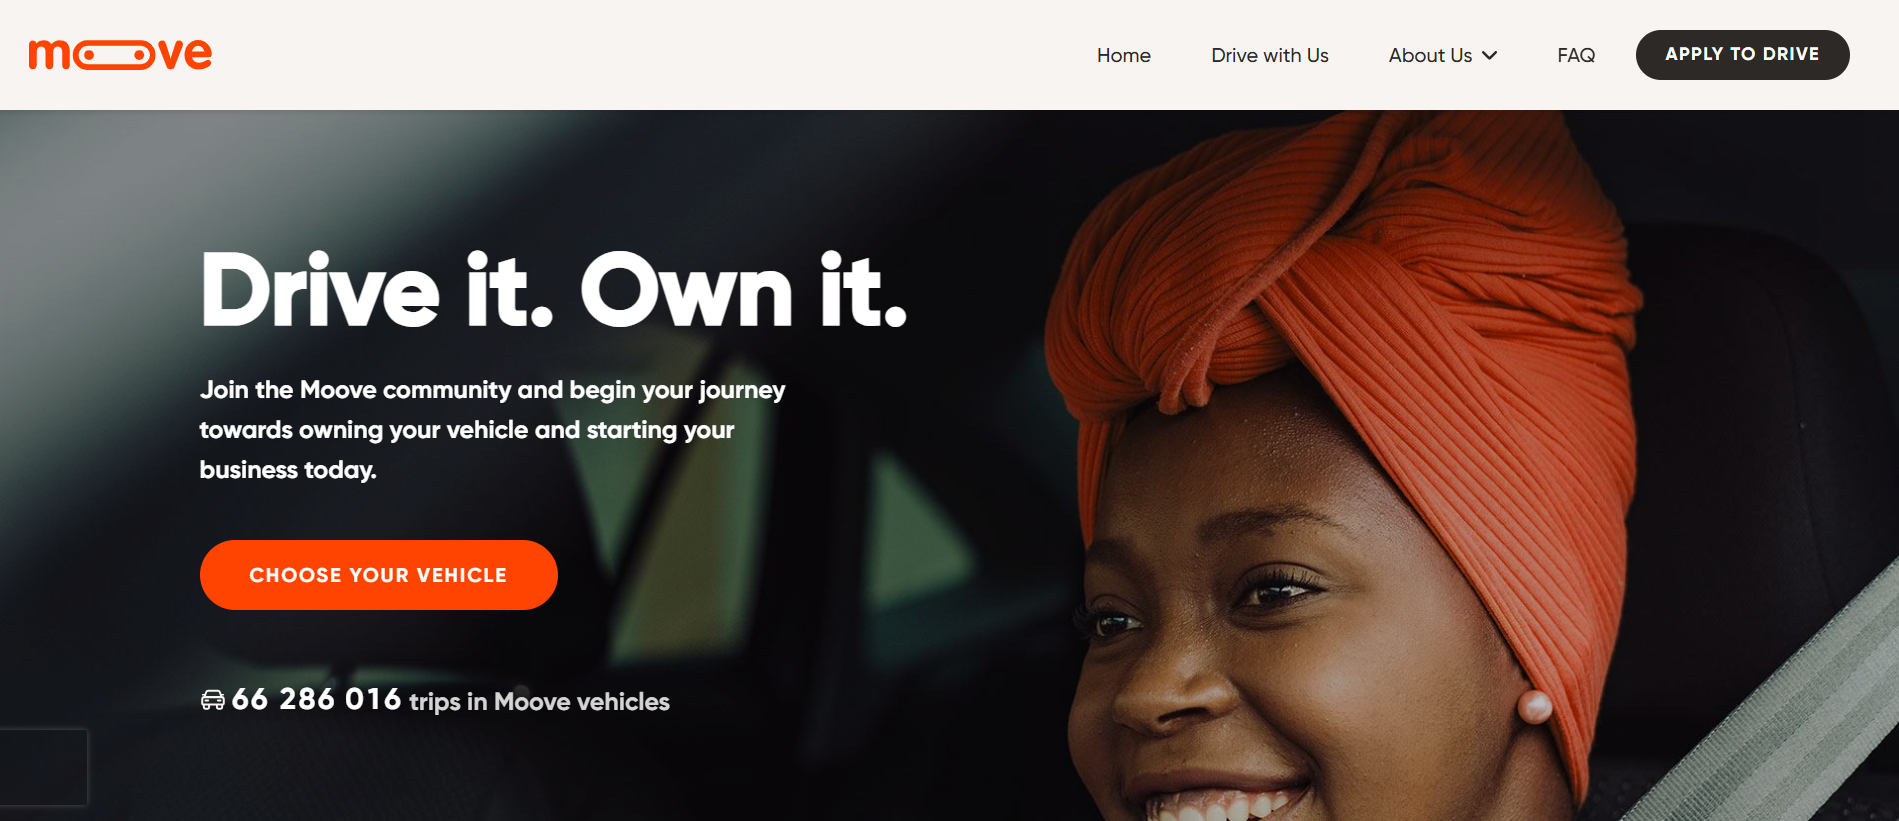 moove
Home
Drive with Us
About Us
FAQ
APPLY TO DRIVE
Drive it. Own it.
Join the Moove community and begin your journey
towards owning your vehicle and starting your
business today.
CHOOSE YOUR VEHICLE
66 286 016 trips in Moove vehicles